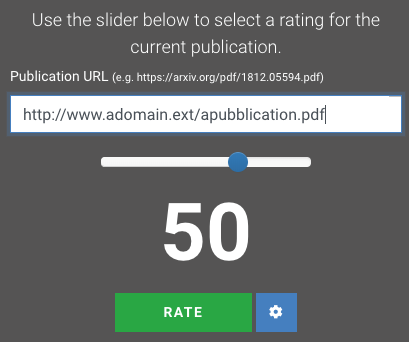 Use the slider below to select a rating for the
current publication.
Publication URL (e.g. https://arxiv.org/pdf/1812.05594.pdf)
http://www.adomain.ext/apubblication.pdf
50
RATE